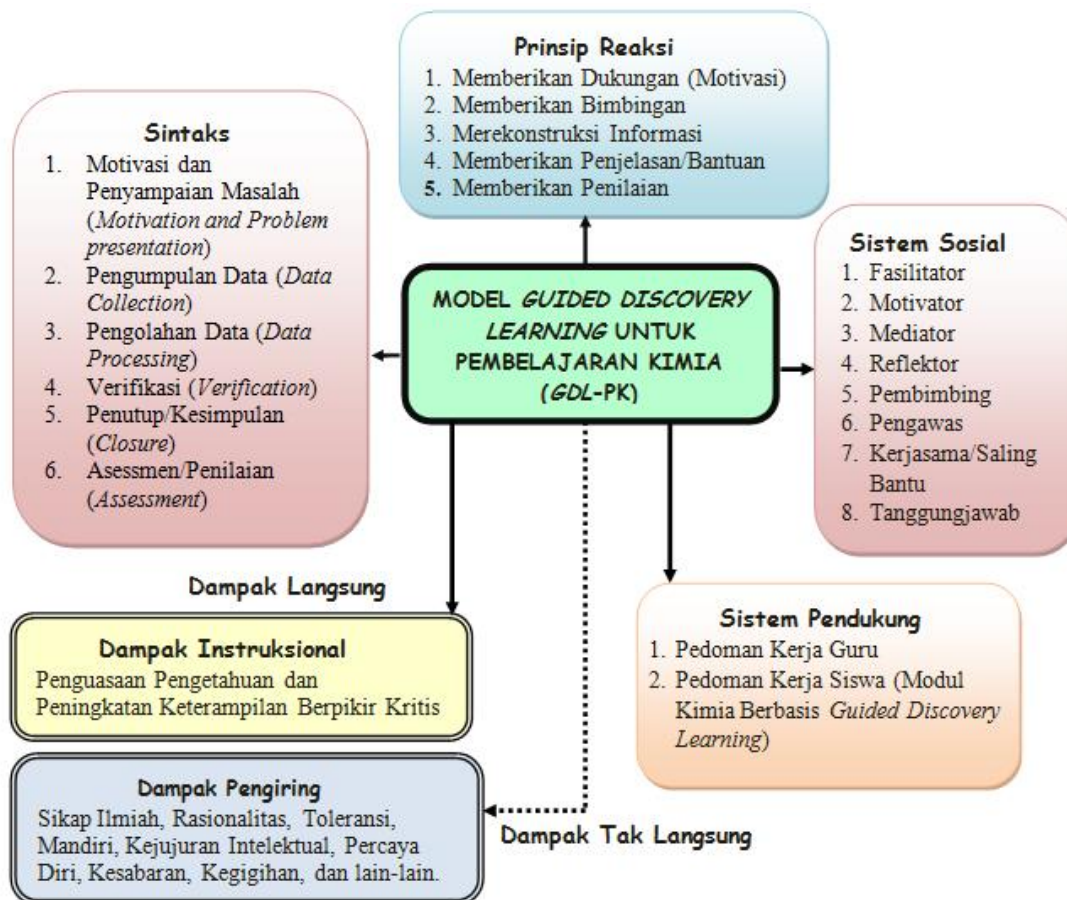 Prinsip Reaksi
1. Memberikan Dukungan (Motivasi)
2. Memberikan Bimbingan
3. Merekonstruksi Informasi
4. Memberikan Penjelasan/Bantuan
5. Memberikan Penilaian
Sintaks
1. Motivasi dan
Penyampaian Masalah
(Motivation and Problem
presentation)
2. Pengumpulan Data (Data
Collection)
3. Pengolahan Data (Data
Processing)
4. Verifikasi (Verification)
5. Penutup/Kesimpulan
(Closure)
6. Asessmen/Penilaian
(Assessment)
MODEL GUIDED DISCOVERY
LEARNING UNTUK
PEMBELAJARAN KIMIA
(GDL-PK)
Sistem Sosial
1. Fasilitator
2. Motivator
3. Mediator
4. Reflektor
5. Pembimbing
6. Pengawas
7. Kerjasama/Saling
Bantu
8. Tanggungjawab
Dampak Langsung
Dampak Instruksional
Penguasaan Pengetahuan dan
Peningkatan Keterampilan Berpikir Kritis
Sistem Pendukung
1. Pedoman Kerja Guru
2. Pedoman Kerja Siswa (Modul
Kimia Berbasis Guided Discovery
Learning)
Dampak Pengiring
Sikap Ilmiah, Rasionalitas, Toleransi,
Mandiri, Kejujuran Intelektual, Percaya
Diri, Kesabaran, Kegigihan, dan lain-lain.
Dampak Tak Langsung